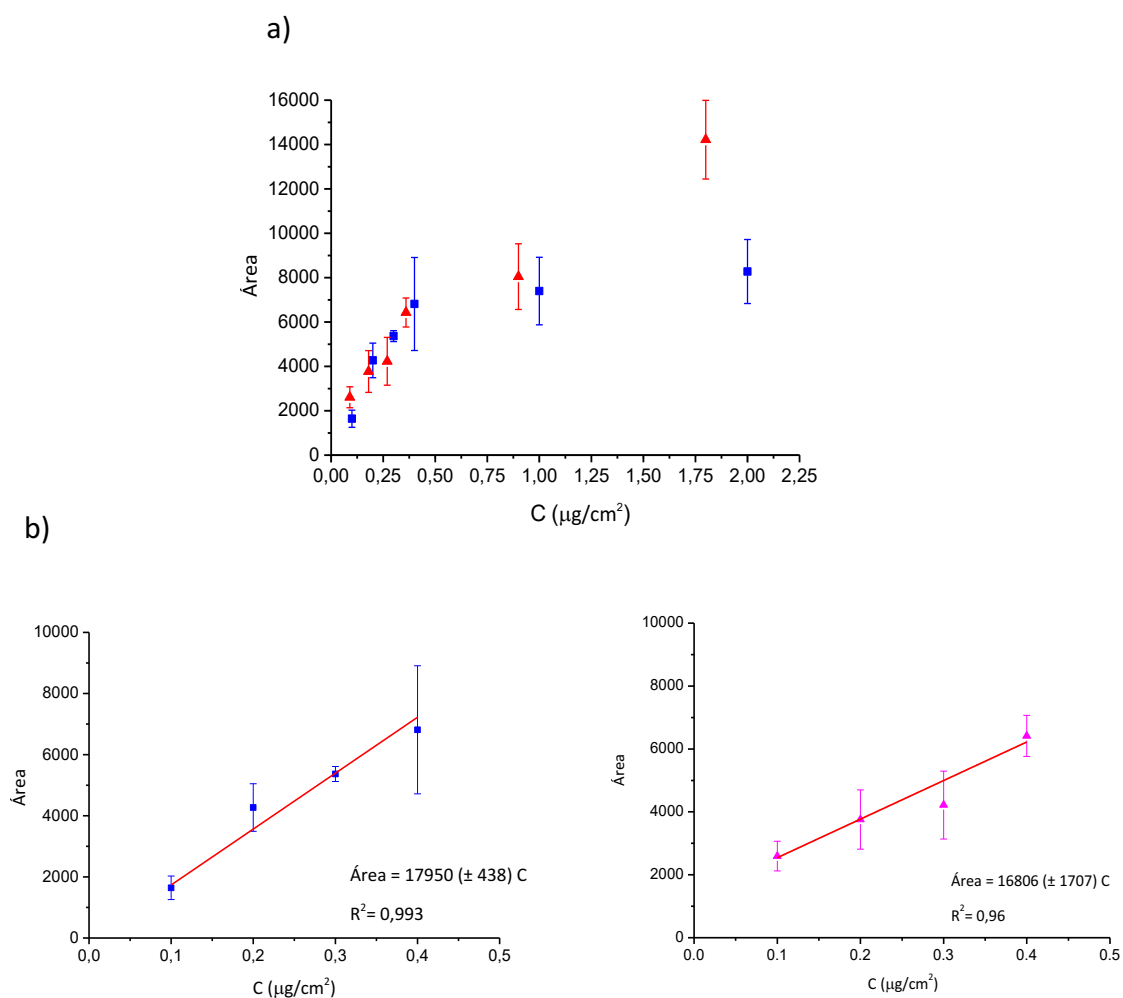 a)
16000
14000
12000
10000
8000
6000
4000
2000
0
Área
0,00 0,25 0,50 0,75 1,00 1,25 1,50 1,75 2,00 2,25
C (μg/cm²)
b)
10000
8000
6000
4000
2000
0
Área
Área = 17950 (± 438) C
R²= 0,993
0,0 0,1 0,2 0,3 0,4 0,5
C (μg/cm²)
10000
8000
6000
4000
2000
0
Área
Área = 16806 (± 1707) C
R²= 0,96
0.0 0.1 0.2 0.3 0.4 0.5
C (μg/cm²)